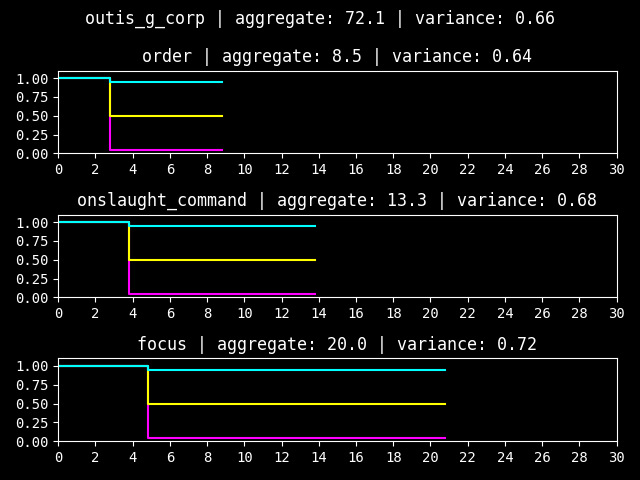 outis_g_corp | aggregate: 72.1 | variance: 0.66
order | aggregate: 8.5 | variance: 0.64
1.00
0.75
0.50
0.25
0.00
0 2 4 6 8 10 12 14 16 18 20 22 24 26 28 30
onslaught_command | aggregate: 13.3 | variance: 0.68
1.00
0.75
0.50
0.25
0.00
0 2 4 6 8 10 12 14 16 18 20 22 24 26 28 30
focus | aggregate: 20.0 | variance: 0.72
1.00
0.75
0.50
0.25
0.00
0 2 4 6 8 10 12 14 16 18 20 22 24 26 28 30